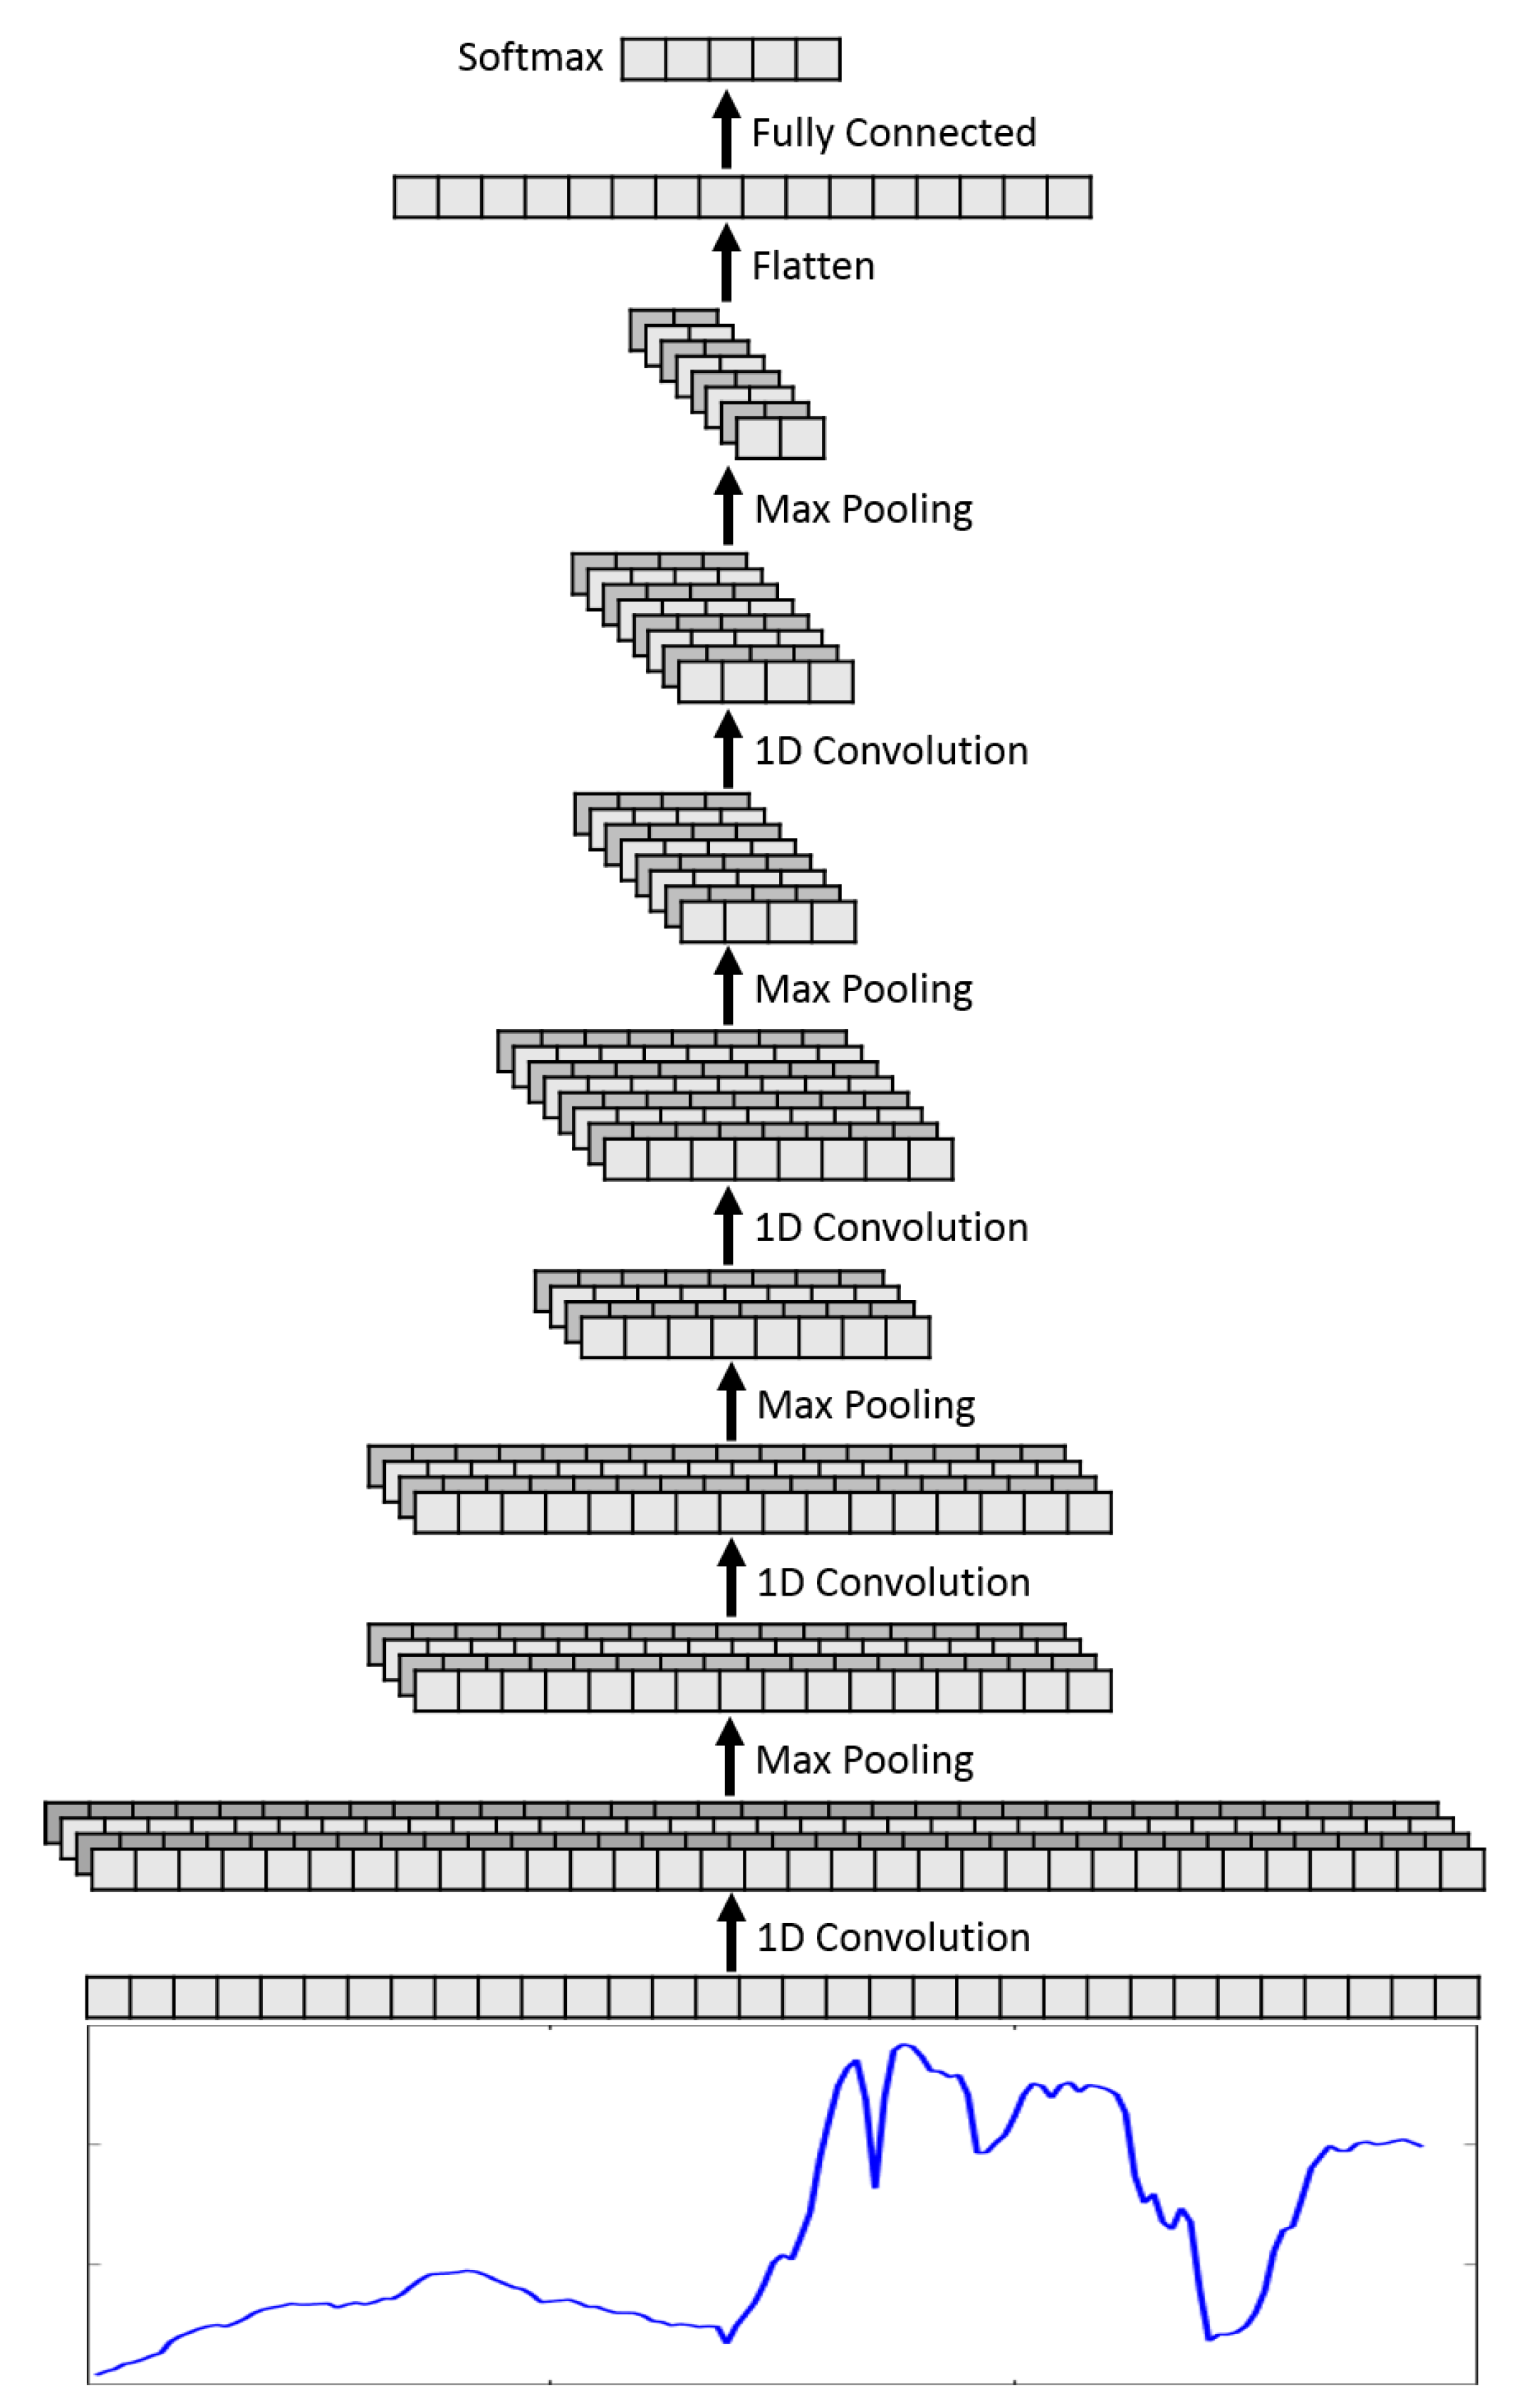 Softmax
Fully Connected
Flatten
Max Pooling
1D Convolution
Max Pooling
1D Convolution
Max Pooling
1D Convolution
Max Pooling
1D Convolution